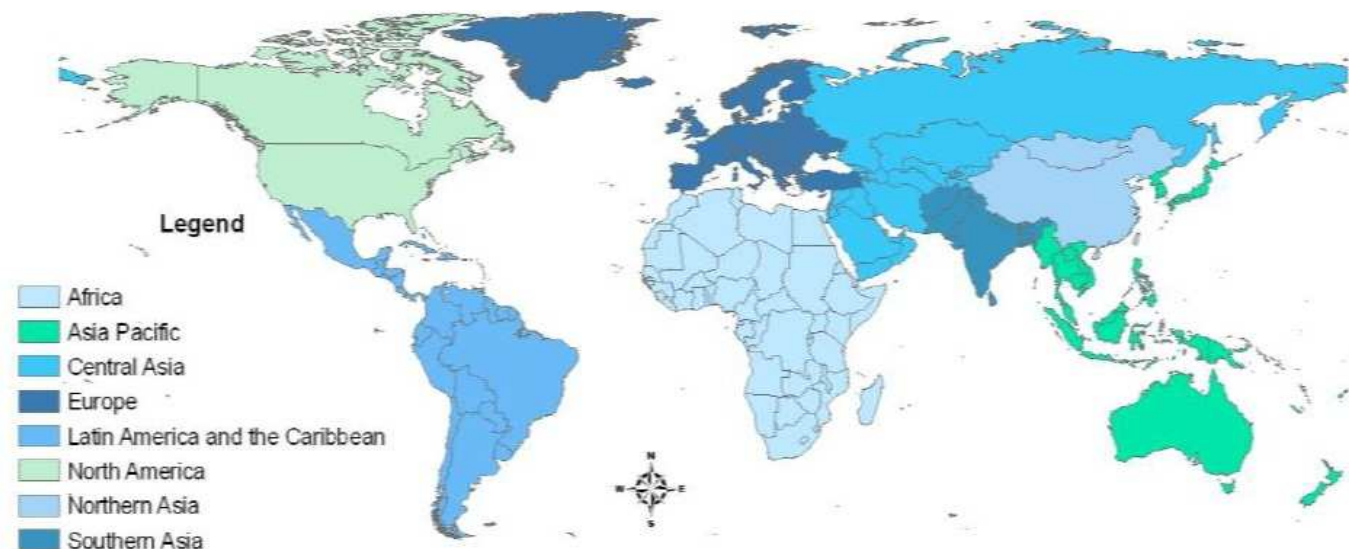 Legend
Africa
Asia Pacific
Central Asia
Europe
Latin America and the Caribbean
North America
Northern Asia
Southern Asia
N
W E
S